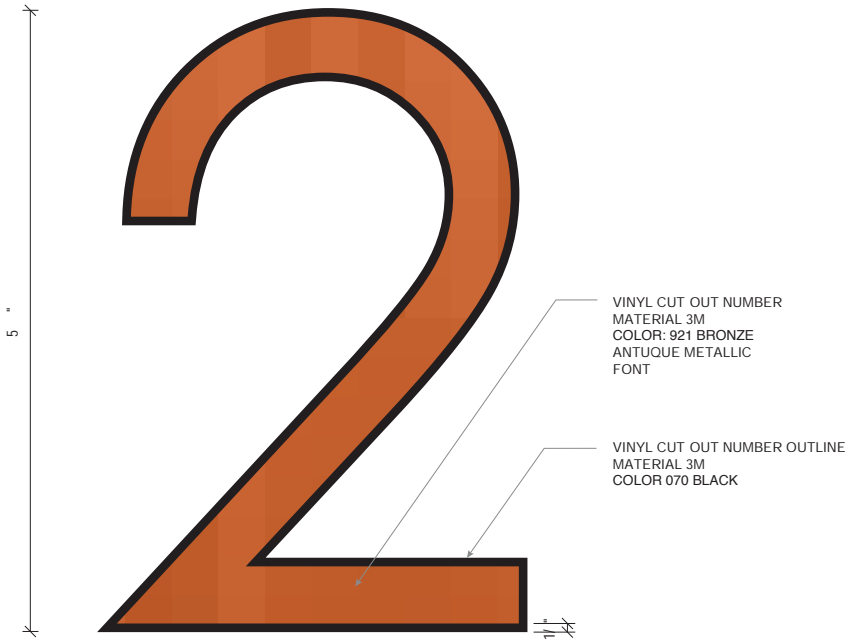 2
5 "
VINYL CUT OUT NUMBER
MATERIAL 3M
COLOR: 921 BRONZE
ANTUQUE METALLIC
FONT
VINYL CUT OUT NUMBER OUTLINE
MATERIAL 3M
COLOR 070 BLACK